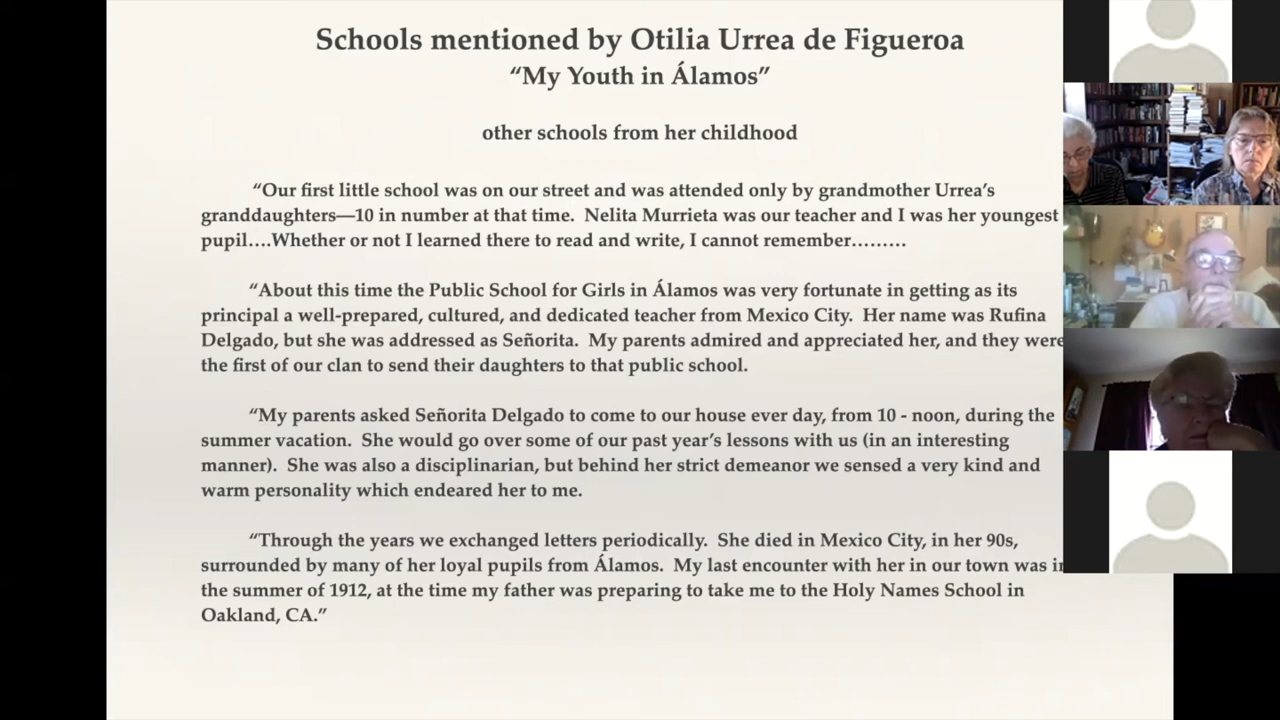 Schools mentioned by Otilia Urrea de Figueroa
“My Youth in Álamos”
other schools from her childhood
“Our first little school was on our street and was attended only by grandmother Urrea’s
granddaughters—10 in number at that time.  Nelita Murrieta was our teacher and I was her youngest
pupil….Whether or not I learned there to read and write, I cannot remember………
“About this time the Public School for Girls in Álamos was very fortunate in getting as its
principal a well-prepared, cultured, and dedicated teacher from Mexico City.  Her name was Rufina
Delgado, but she was addressed as Señorita.  My parents admired and appreciated her, and they were
the first of our clan to send their daughters to that public school.
“My parents asked Señorita Delgado to come to our house ever day, from 10 - noon, during the
summer vacation.  She would go over some of our past year’s lessons with us (in an interesting
manner).  She was also a disciplinarian, but behind her strict demeanor we sensed a very kind and
warm personality which endeared her to me.
“Through the years we exchanged letters periodically.  She died in Mexico City, in her 90s,
surrounded by many of her loyal pupils from Álamos.  My last encounter with her in our town was in
the summer of 1912, at the time my father was preparing to take me to the Holy Names School in
Oakland, CA.”